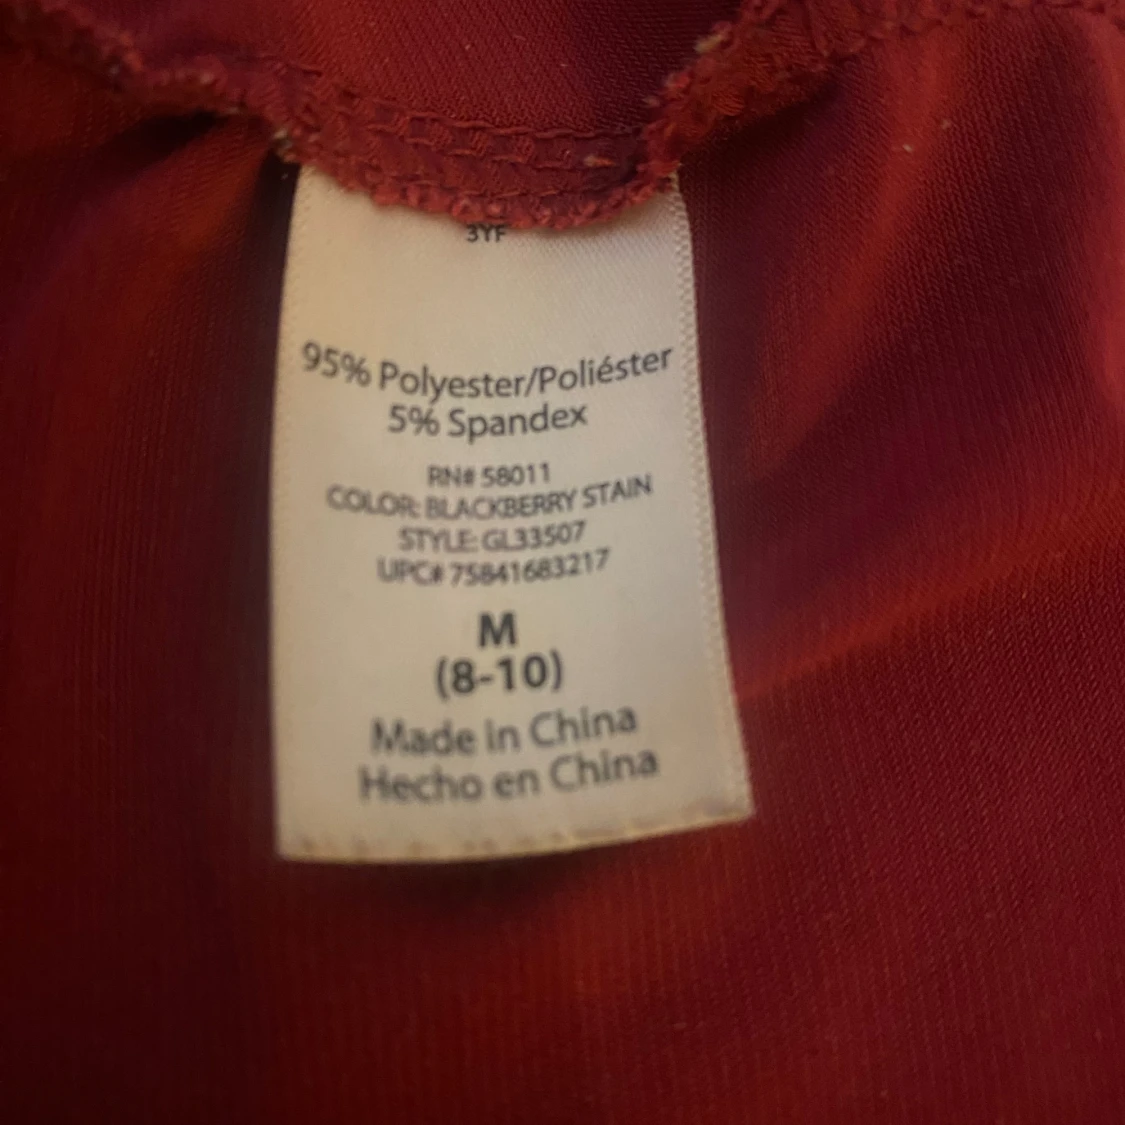 3YF
95% Polyester/Poliéster
5% Spandex
RN# 58011
COLOR: BLACKBERRY STAIN
STYLE: GL33507
UPC# 75841683217
M
(8-10)
Made in China
Hecho en China